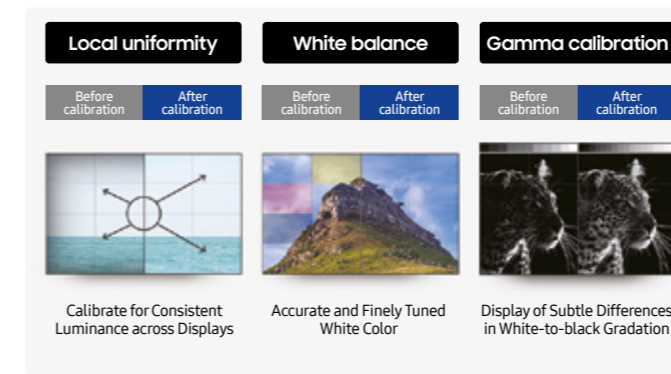 Local uniformity
White balance
Gamma calibration
Before
calibration
After
calibration
Before
calibration
After
calibration
Before
calibration
After
calibration
Calibrate for Consistent
Luminance across Displays
Accurate and Finely Tuned
White Color
Display of Subtle Differences
in White-to-black Gradation